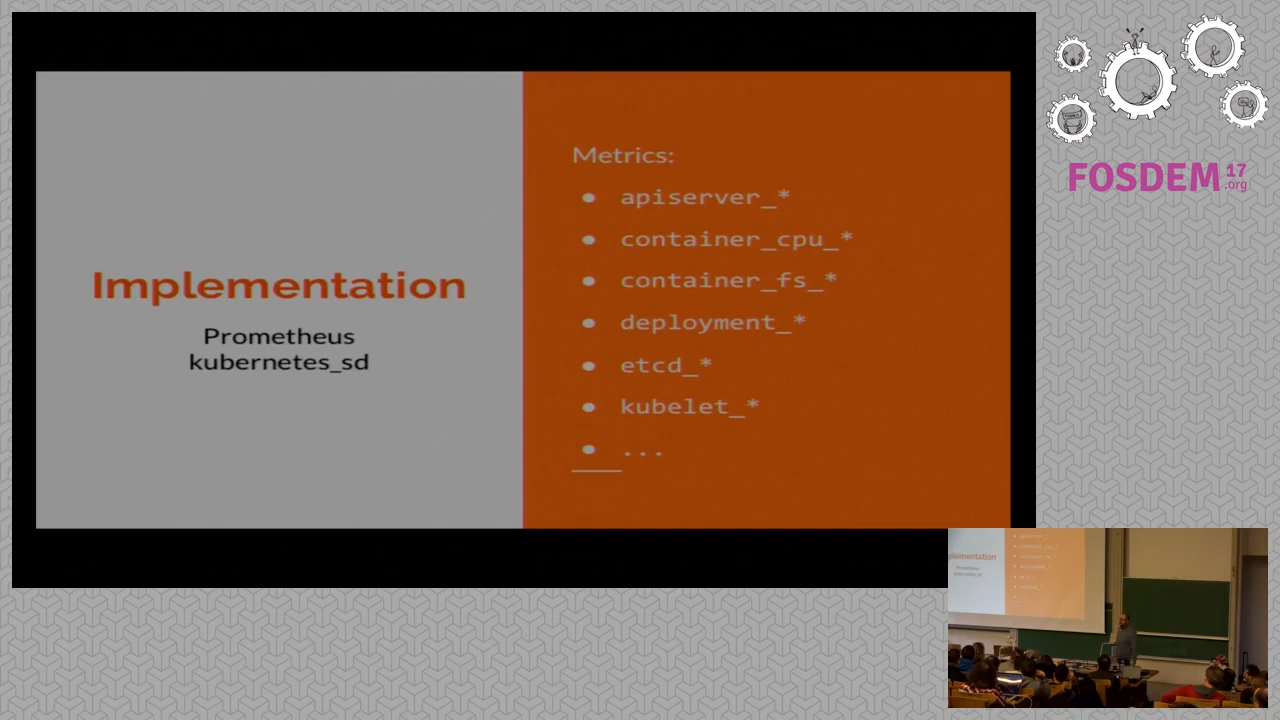 Implementation
Prometheus
kubernetes_sd
Metrics:
● apiserver_*
● container_cpu_*
● container_fs_*
● deployment_*
● etcd_*
● kubelet_*
● ...
FOSDEM 17
.org